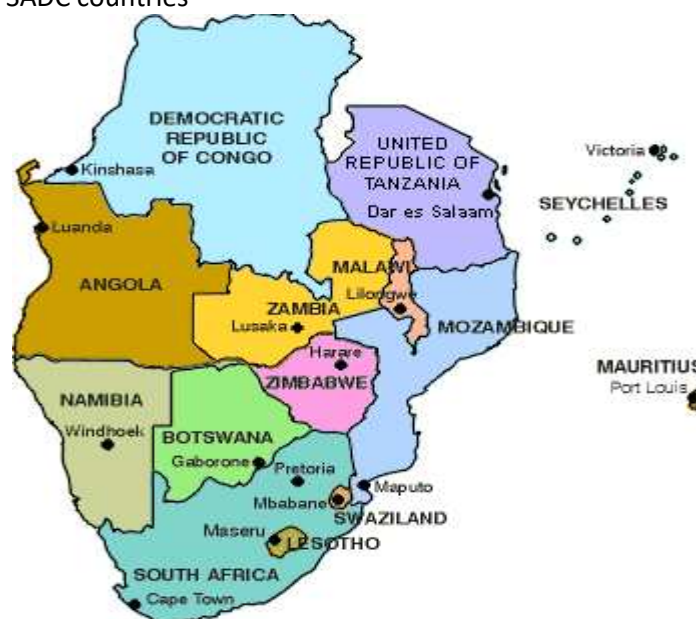 SADC countries
DEMOCRATIC
REPUBLIC
OF CONGO
Kinshasa
UNITED
REPUBLIC OF
TANZANIA
Dar es Salaam
Victoria
SEYCHELLES
Luanda
ANGOLA
MALAWI
Lilongwe
ZAMBIA
Lusaka
MOZAMBIQUE
Harare
ZIMBABWE
MAURITIUS
Port Louis
NAMIBIA
Windhoek
BOTSWANA
Gaborone
Pretoria
Mbabane
Maputo
SWAZILAND
Maseru
LESOTHO
SOUTH AFRICA
Cape Town